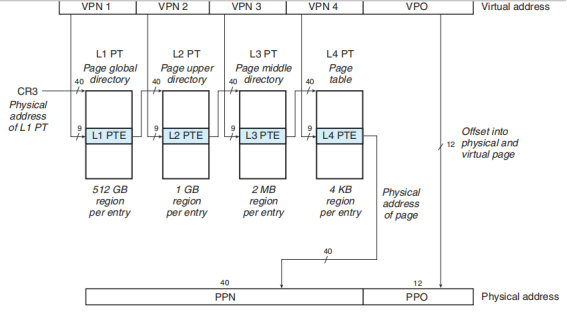 VPN 1 VPN 2 VPN 3 VPN 4 VPO Virtual address
L1 PT L2 PT L3 PT L4 PT
Page global Page upper Page middle Page
directory directory directory table
40 40 40 40
CR3
Physical
address
of L1 PT
9 L1 PTE 9 L2 PTE 9 L3 PTE 9 L4 PTE
512 GB 1 GB 2 MB 4 KB
region region region region
per entry per entry per entry per entry
Offset into
12 physical and
virtual page
Physical
address
of page
40
40 12
PPN PPO Physical address